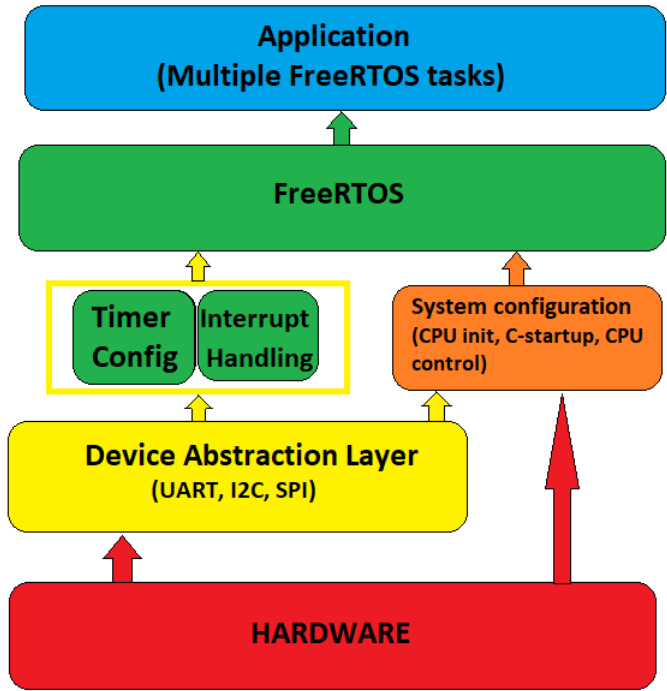 Application
(Multiple FreeRTOS tasks)
FreeRTOS
Timer
Config
Interrupt
Handling
System configuration
(CPU init, C-startup, CPU
control)
Device Abstraction Layer
(UART, I2C, SPI)
HARDWARE